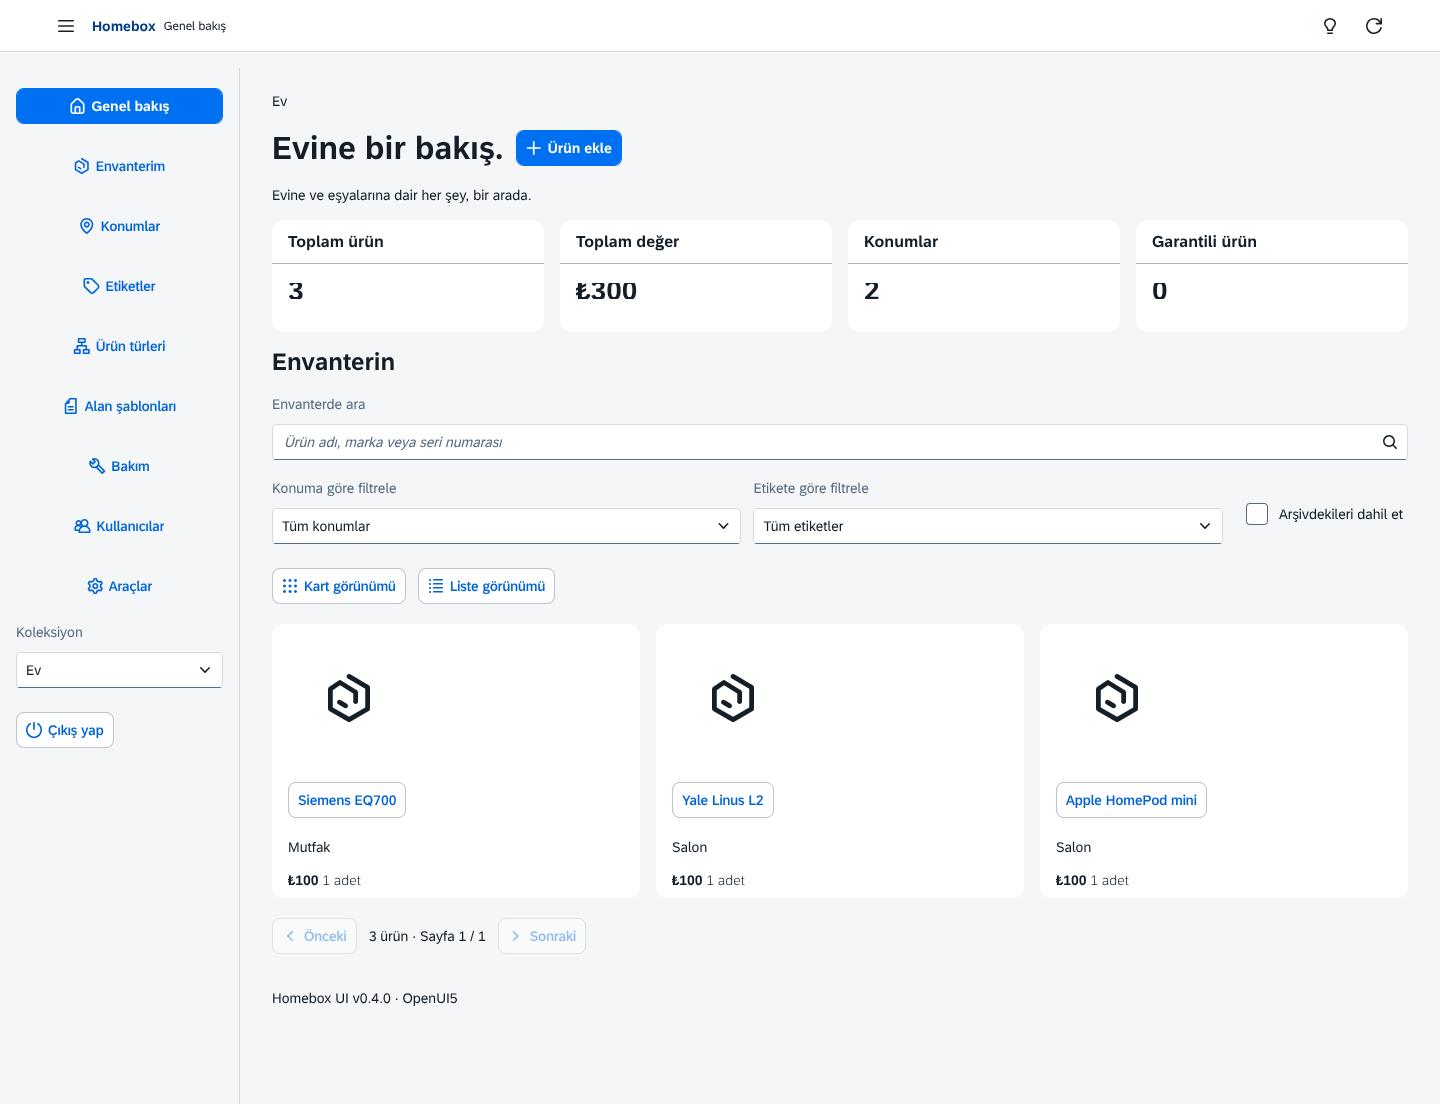 Homebox Genel bakış
Genel bakış
Envanterim
Konumlar
Etiketler
Ürün türleri
Alan şablonları
Bakım
Kullanıcılar
Araçlar
Koleksiyon
Ev
Çıkış yap
Ev
Evine bir bakış.
Ürün ekle
Evine ve eşyalarına dair her şey, bir arada.
Toplam ürün
3
Toplam değer
₺300
Konumlar
2
Garantili ürün
0
Envanterin
Envanterde ara
Ürün adı, marka veya seri numarası
Konuma göre filtrele
Tüm konumlar
Etikete göre filtrele
Tüm etiketler
Arşivdekileri dahil et
Kart görünümü
Liste görünümü
Siemens EQ700
Mutfak
₺100 1 adet
Yale Linus L2
Salon
₺100 1 adet
Apple HomePod mini
Salon
₺100 1 adet
Önceki
3 ürün · Sayfa 1 / 1
Sonraki
Homebox UI v0.4.0 · OpenUI5